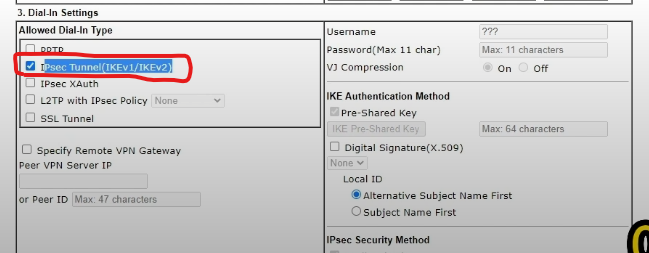 3. Dial-In Settings
Allowed Dial-In Type
PPTP
IPsec Tunnel(IKEv1/IKEv2)
IPsec XAuth
L2TP with IPsec Policy None
SSL Tunnel
Specify Remote VPN Gateway
Peer VPN Server IP
or Peer ID Max: 47 characters
Username ???
Password(Max 11 char) Max: 11 characters
VJ Compression On Off
IKE Authentication Method
Pre-Shared Key
IKE Pre-Shared Key Max: 64 characters
Digital Signature(X.509)
None
Local ID
Alternative Subject Name First
Subject Name First
IPsec Security Method